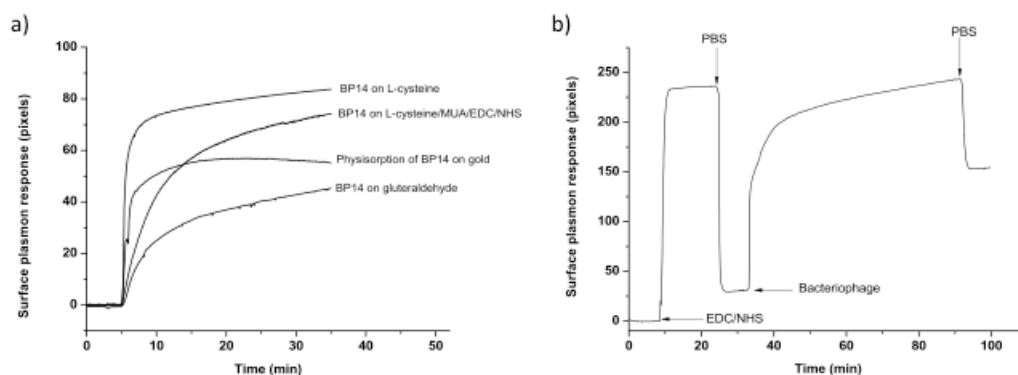 a)
100
80
60
40
20
0
0 10 20 30 40 50
Surface plasmon response (pixels)
Time (min)
BP14 on L-cysteine
BP14 on L-cysteine/MUA/EDC/NHS
Physisorption of BP14 on gold
BP14 on gluteraldehyde
b)
250
200
150
100
50
0
0 20 40 60 80 100
Surface plasmon response (pixels)
Time (min)
PBS
PBS
Bacteriophage
EDC/NHS